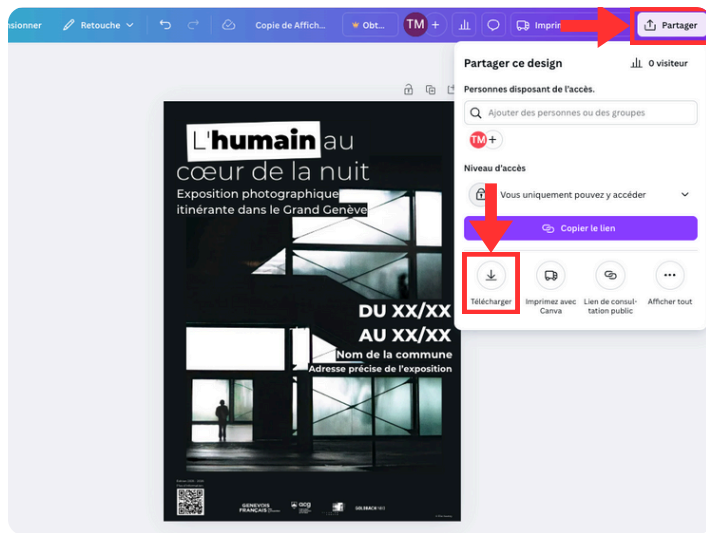 sionner
Retouche
Copie de Affich...
Obt...
TM
+
Imprim
Partager
Partager ce design
0 visiteur
Personnes disposant de l'accès.
Ajouter des personnes ou des groupes
TM
+
Niveau d'accès
Vous uniquement pouvez y accéder
Copier le lien
Télécharger
Imprimez avec
Canva
Lien de consul-
tation public
Afficher tout
L'humain au
cœur de la nuit
Exposition photographique
itinérante dans le Grand Genève
DU XX/XX
AU XX/XX
Nom de la commune
Adresse précise de l'exposition
GENEVOIS
FRANÇAIS
acg